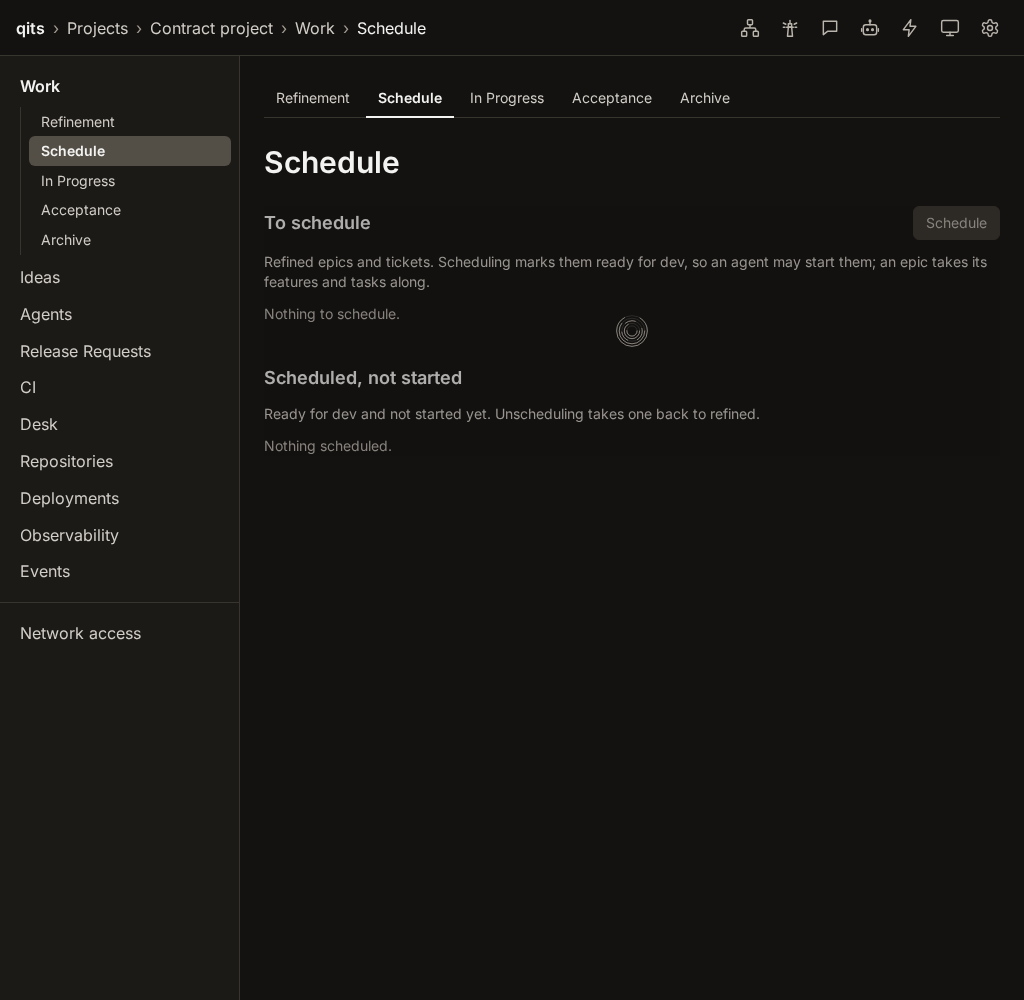 qits › Projects › Contract project › Work › Schedule
Work
Refinement
Schedule
In Progress
Acceptance
Archive
Ideas
Agents
Release Requests
CI
Desk
Repositories
Deployments
Observability
Events
Network access
Refinement Schedule In Progress Acceptance Archive
Schedule
To schedule
Schedule
Refined epics and tickets. Scheduling marks them ready for dev, so an agent may start them; an epic takes its
features and tasks along.
Nothing to schedule.
Scheduled, not started
Ready for dev and not started yet. Unscheduling takes one back to refined.
Nothing scheduled.